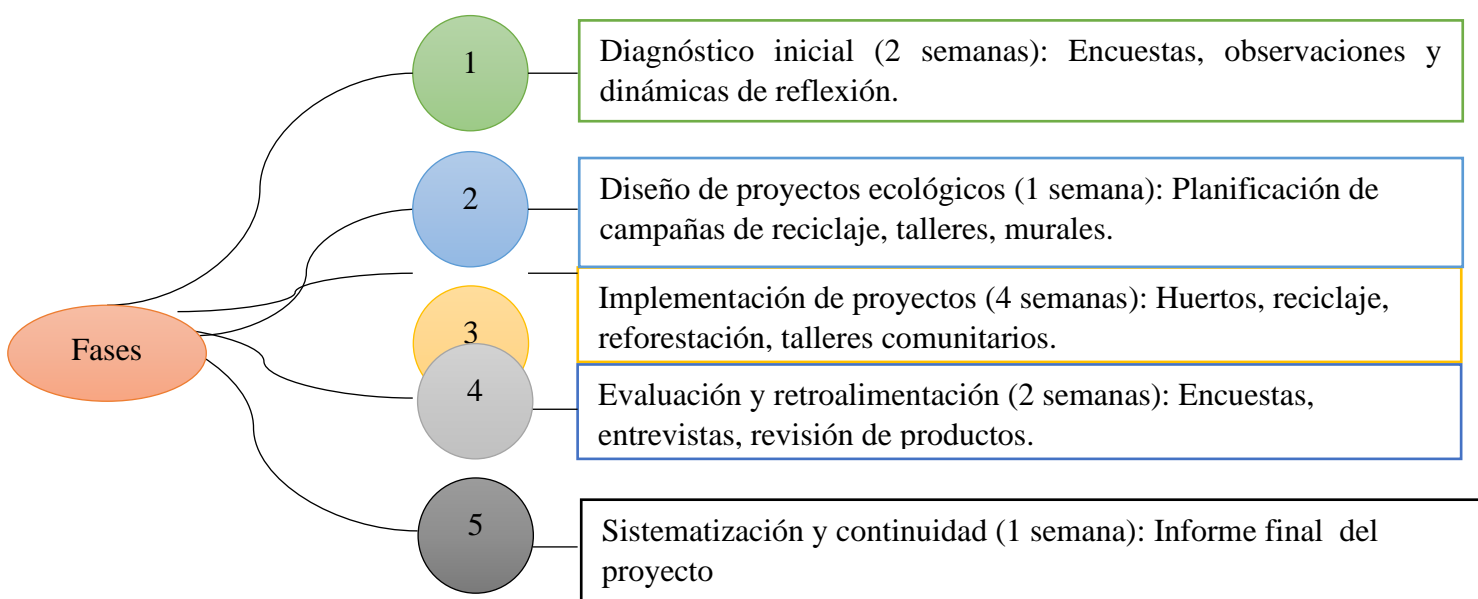 Fases
1
Diagnóstico inicial (2 semanas): Encuestas, observaciones y
dinámicas de reflexión.
2
Diseño de proyectos ecológicos (1 semana): Planificación de
campañas de reciclaje, talleres, murales.
3
Implementación de proyectos (4 semanas): Huertos, reciclaje,
reforestación, talleres comunitarios.
4
Evaluación y retroalimentación (2 semanas): Encuestas,
entrevistas, revisión de productos.
5
Sistematización y continuidad (1 semana): Informe final del
proyecto